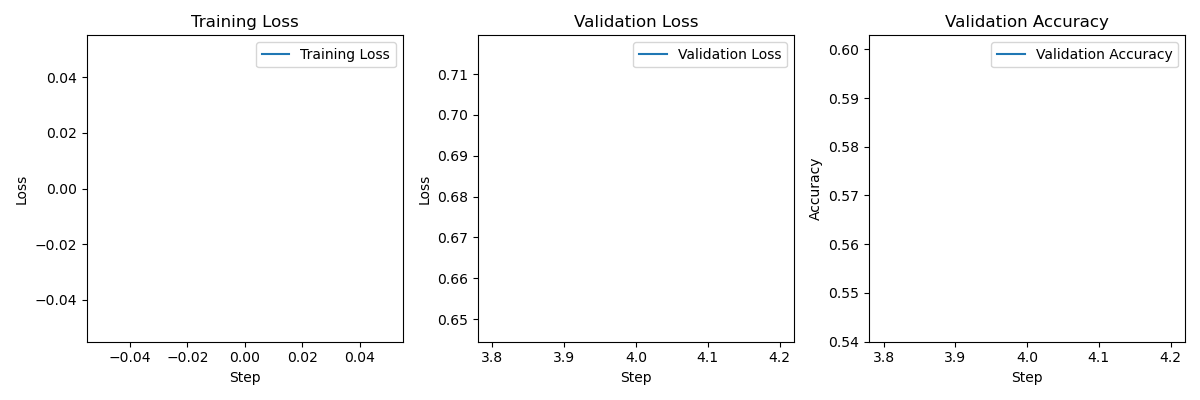 Training Loss
Training Loss
0.04
0.02
0.00
−0.02
−0.04
Loss
−0.04 −0.02 0.00 0.02 0.04
Step
Validation Loss
Validation Loss
0.71
0.70
0.69
0.68
0.67
0.66
0.65
Loss
3.8 3.9 4.0 4.1 4.2
Step
Validation Accuracy
Validation Accuracy
0.60
0.59
0.58
0.57
0.56
0.55
0.54
Accuracy
3.8 3.9 4.0 4.1 4.2
Step